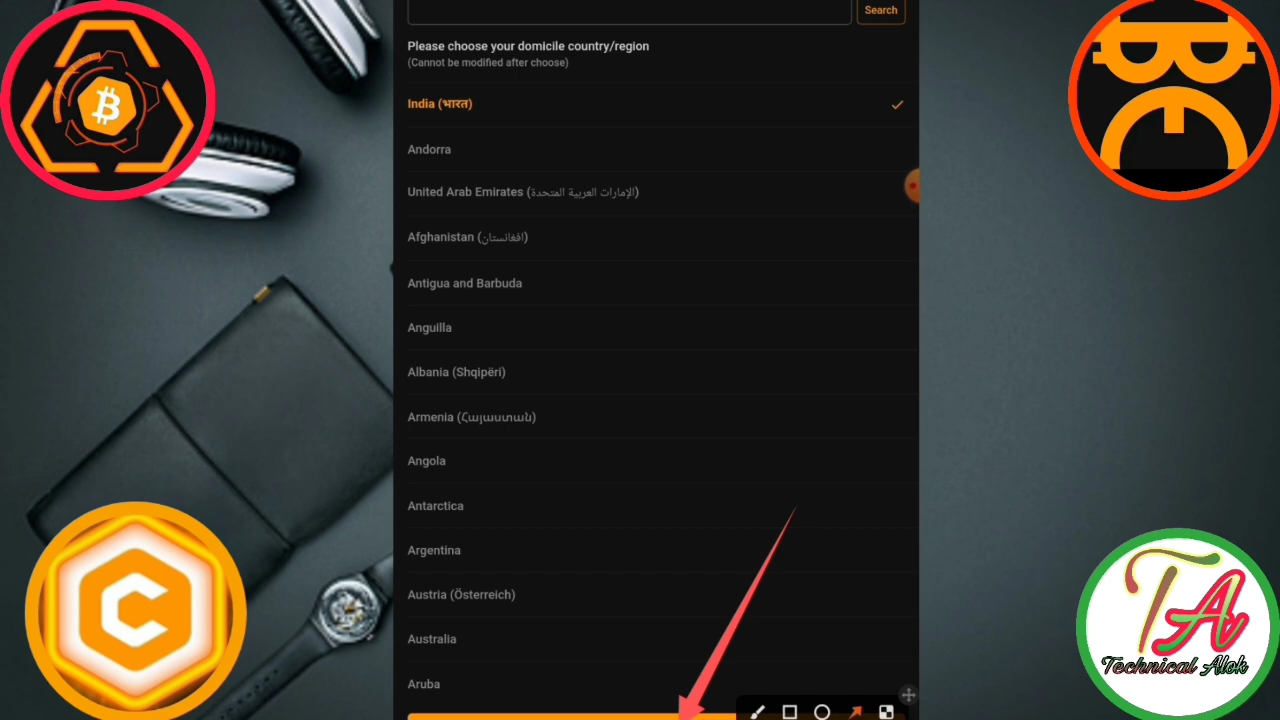 Search
Please choose your domicile country/region
(Cannot be modified after choose)
India (भारत)
Andorra
United Arab Emirates (الإمارات العربية المتحدة)
Afghanistan (افغانستان)
Antigua and Barbuda
Anguilla
Albania (Shqipëri)
Armenia (Հայաստան)
Angola
Antarctica
Argentina
Austria (Österreich)
Australia
Aruba
TA
Technical Alok